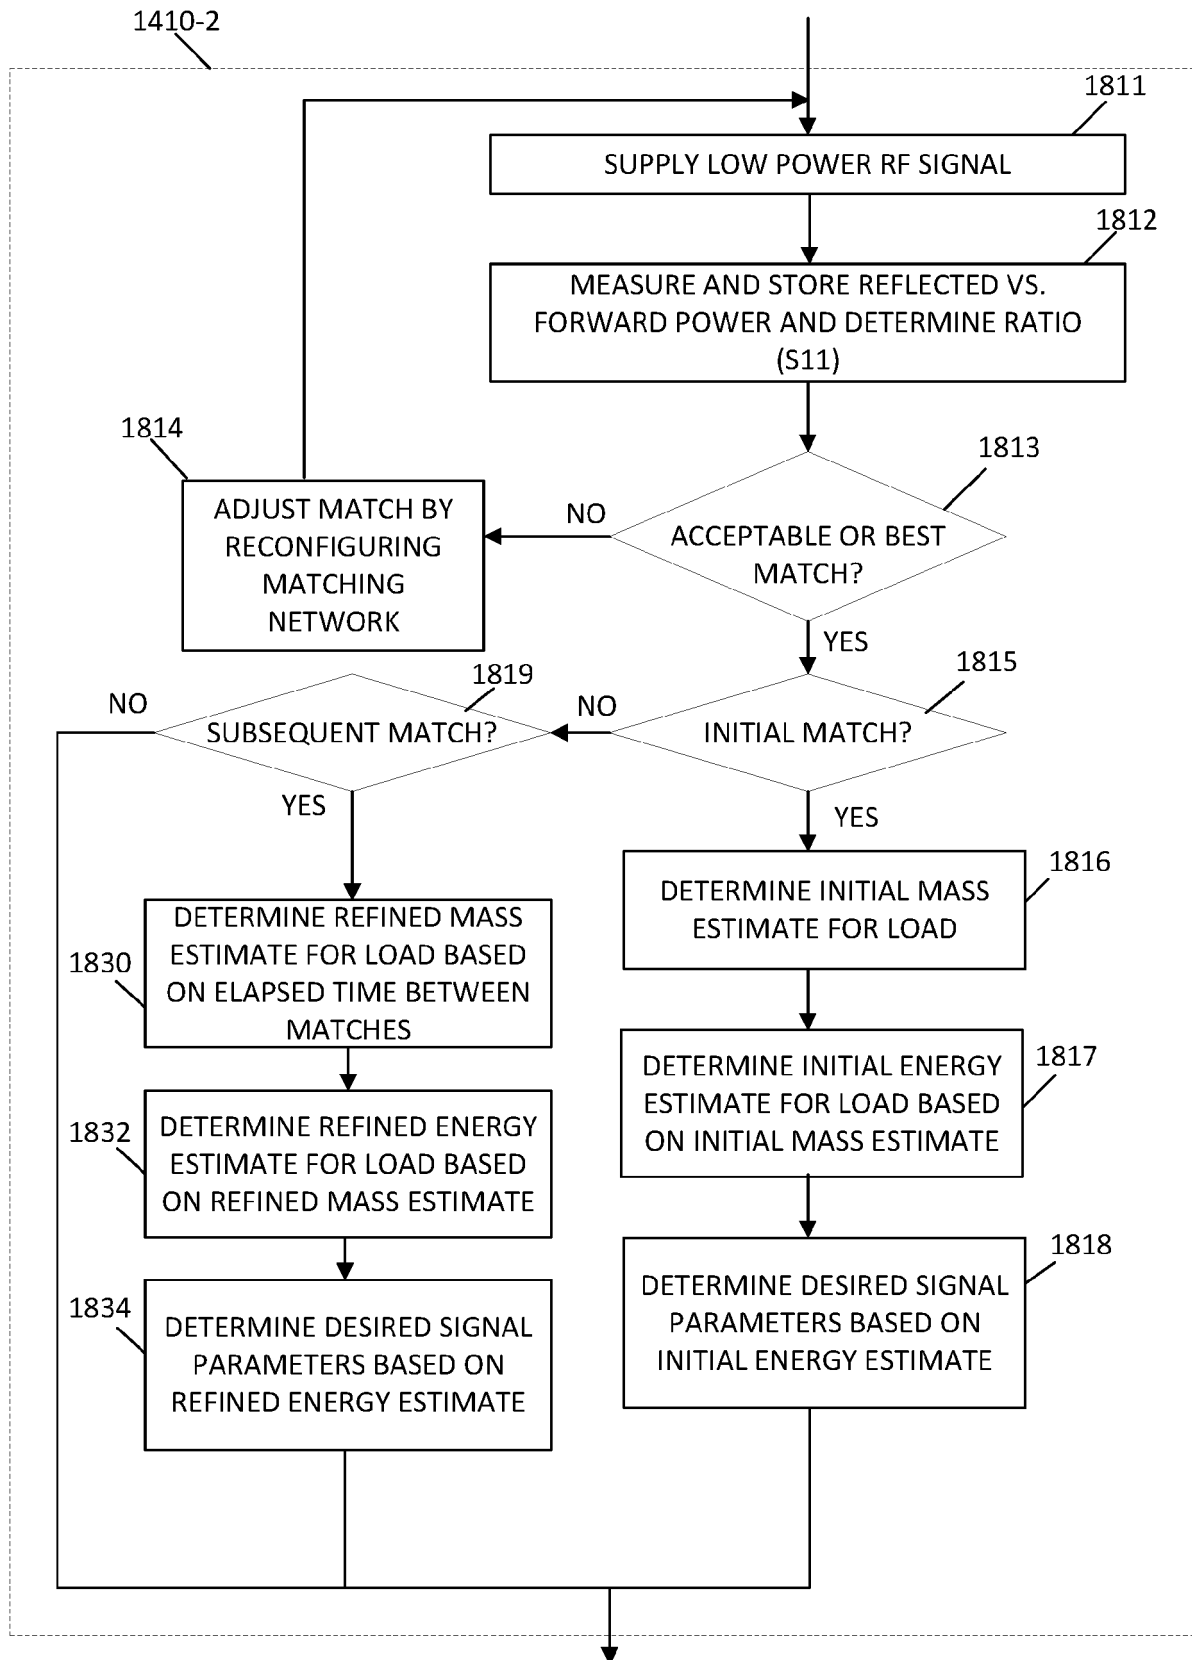 1410-2
1811
SUPPLY LOW POWER RF SIGNAL
1812
MEASURE AND STORE REFLECTED VS.
FORWARD POWER AND DETERMINE RATIO
(S11)
1814
1813
ADJUST MATCH BY
RECONFIGURING
MATCHING
NETWORK
NO
ACCEPTABLE OR BEST
MATCH?
YES
1819
1815
NO
SUBSEQUENT MATCH?
NO
INITIAL MATCH?
YES
YES
1816
DETERMINE INITIAL MASS
ESTIMATE FOR LOAD
1830
DETERMINE REFINED MASS
ESTIMATE FOR LOAD BASED
ON ELAPSED TIME BETWEEN
MATCHES
1817
DETERMINE INITIAL ENERGY
ESTIMATE FOR LOAD BASED
ON INITIAL MASS ESTIMATE
1832
DETERMINE REFINED ENERGY
ESTIMATE FOR LOAD BASED
ON REFINED MASS ESTIMATE
1818
DETERMINE DESIRED SIGNAL
PARAMETERS BASED ON
INITIAL ENERGY ESTIMATE
1834
DETERMINE DESIRED SIGNAL
PARAMETERS BASED ON
REFINED ENERGY ESTIMATE